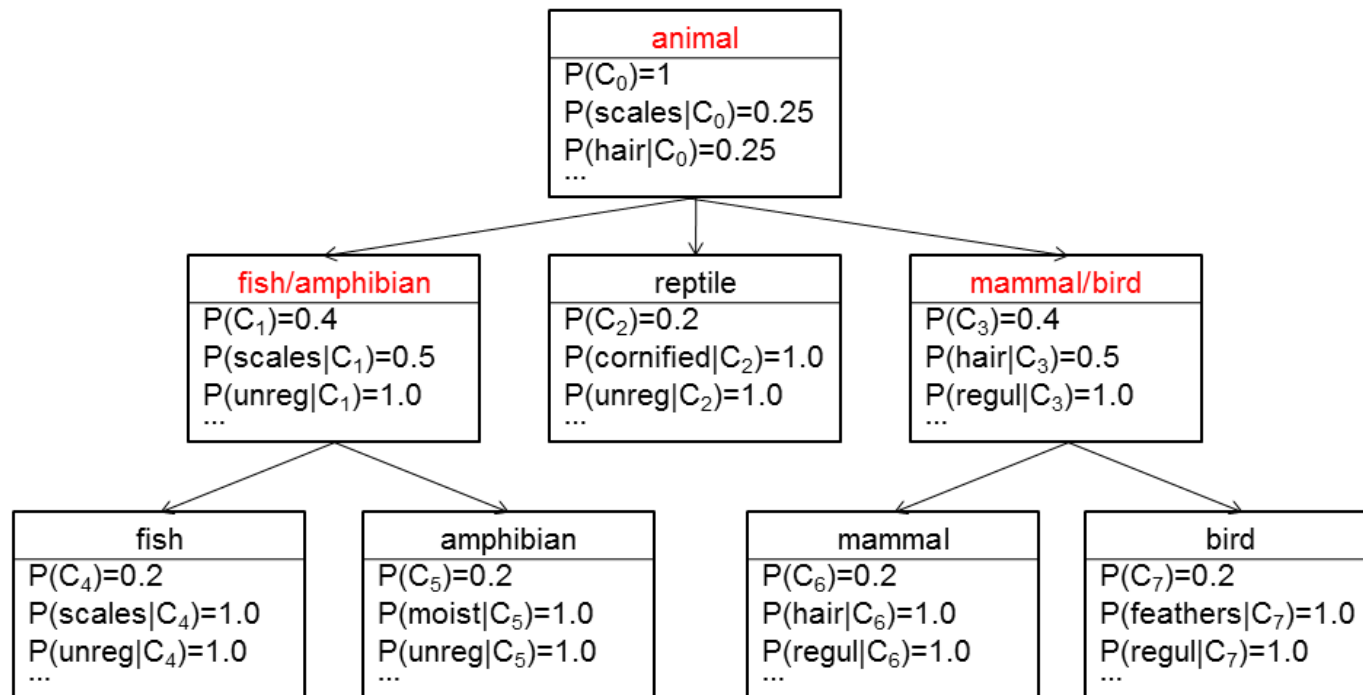 animal
P(C₀)=1
P(scales|C₀)=0.25
P(hair|C₀)=0.25
...
fish/amphibian
P(C₁)=0.4
P(scales|C₁)=0.5
P(unreg|C₁)=1.0
...
reptile
P(C₂)=0.2
P(cornified|C₂)=1.0
P(unreg|C₂)=1.0
...
mammal/bird
P(C₃)=0.4
P(hair|C₃)=0.5
P(regul|C₃)=1.0
...
fish
P(C₄)=0.2
P(scales|C₄)=1.0
P(unreg|C₄)=1.0
...
amphibian
P(C₅)=0.2
P(moist|C₅)=1.0
P(unreg|C₅)=1.0
...
mammal
P(C₆)=0.2
P(hair|C₆)=1.0
P(regul|C₆)=1.0
...
bird
P(C₇)=0.2
P(feathers|C₇)=1.0
P(regul|C₇)=1.0
...